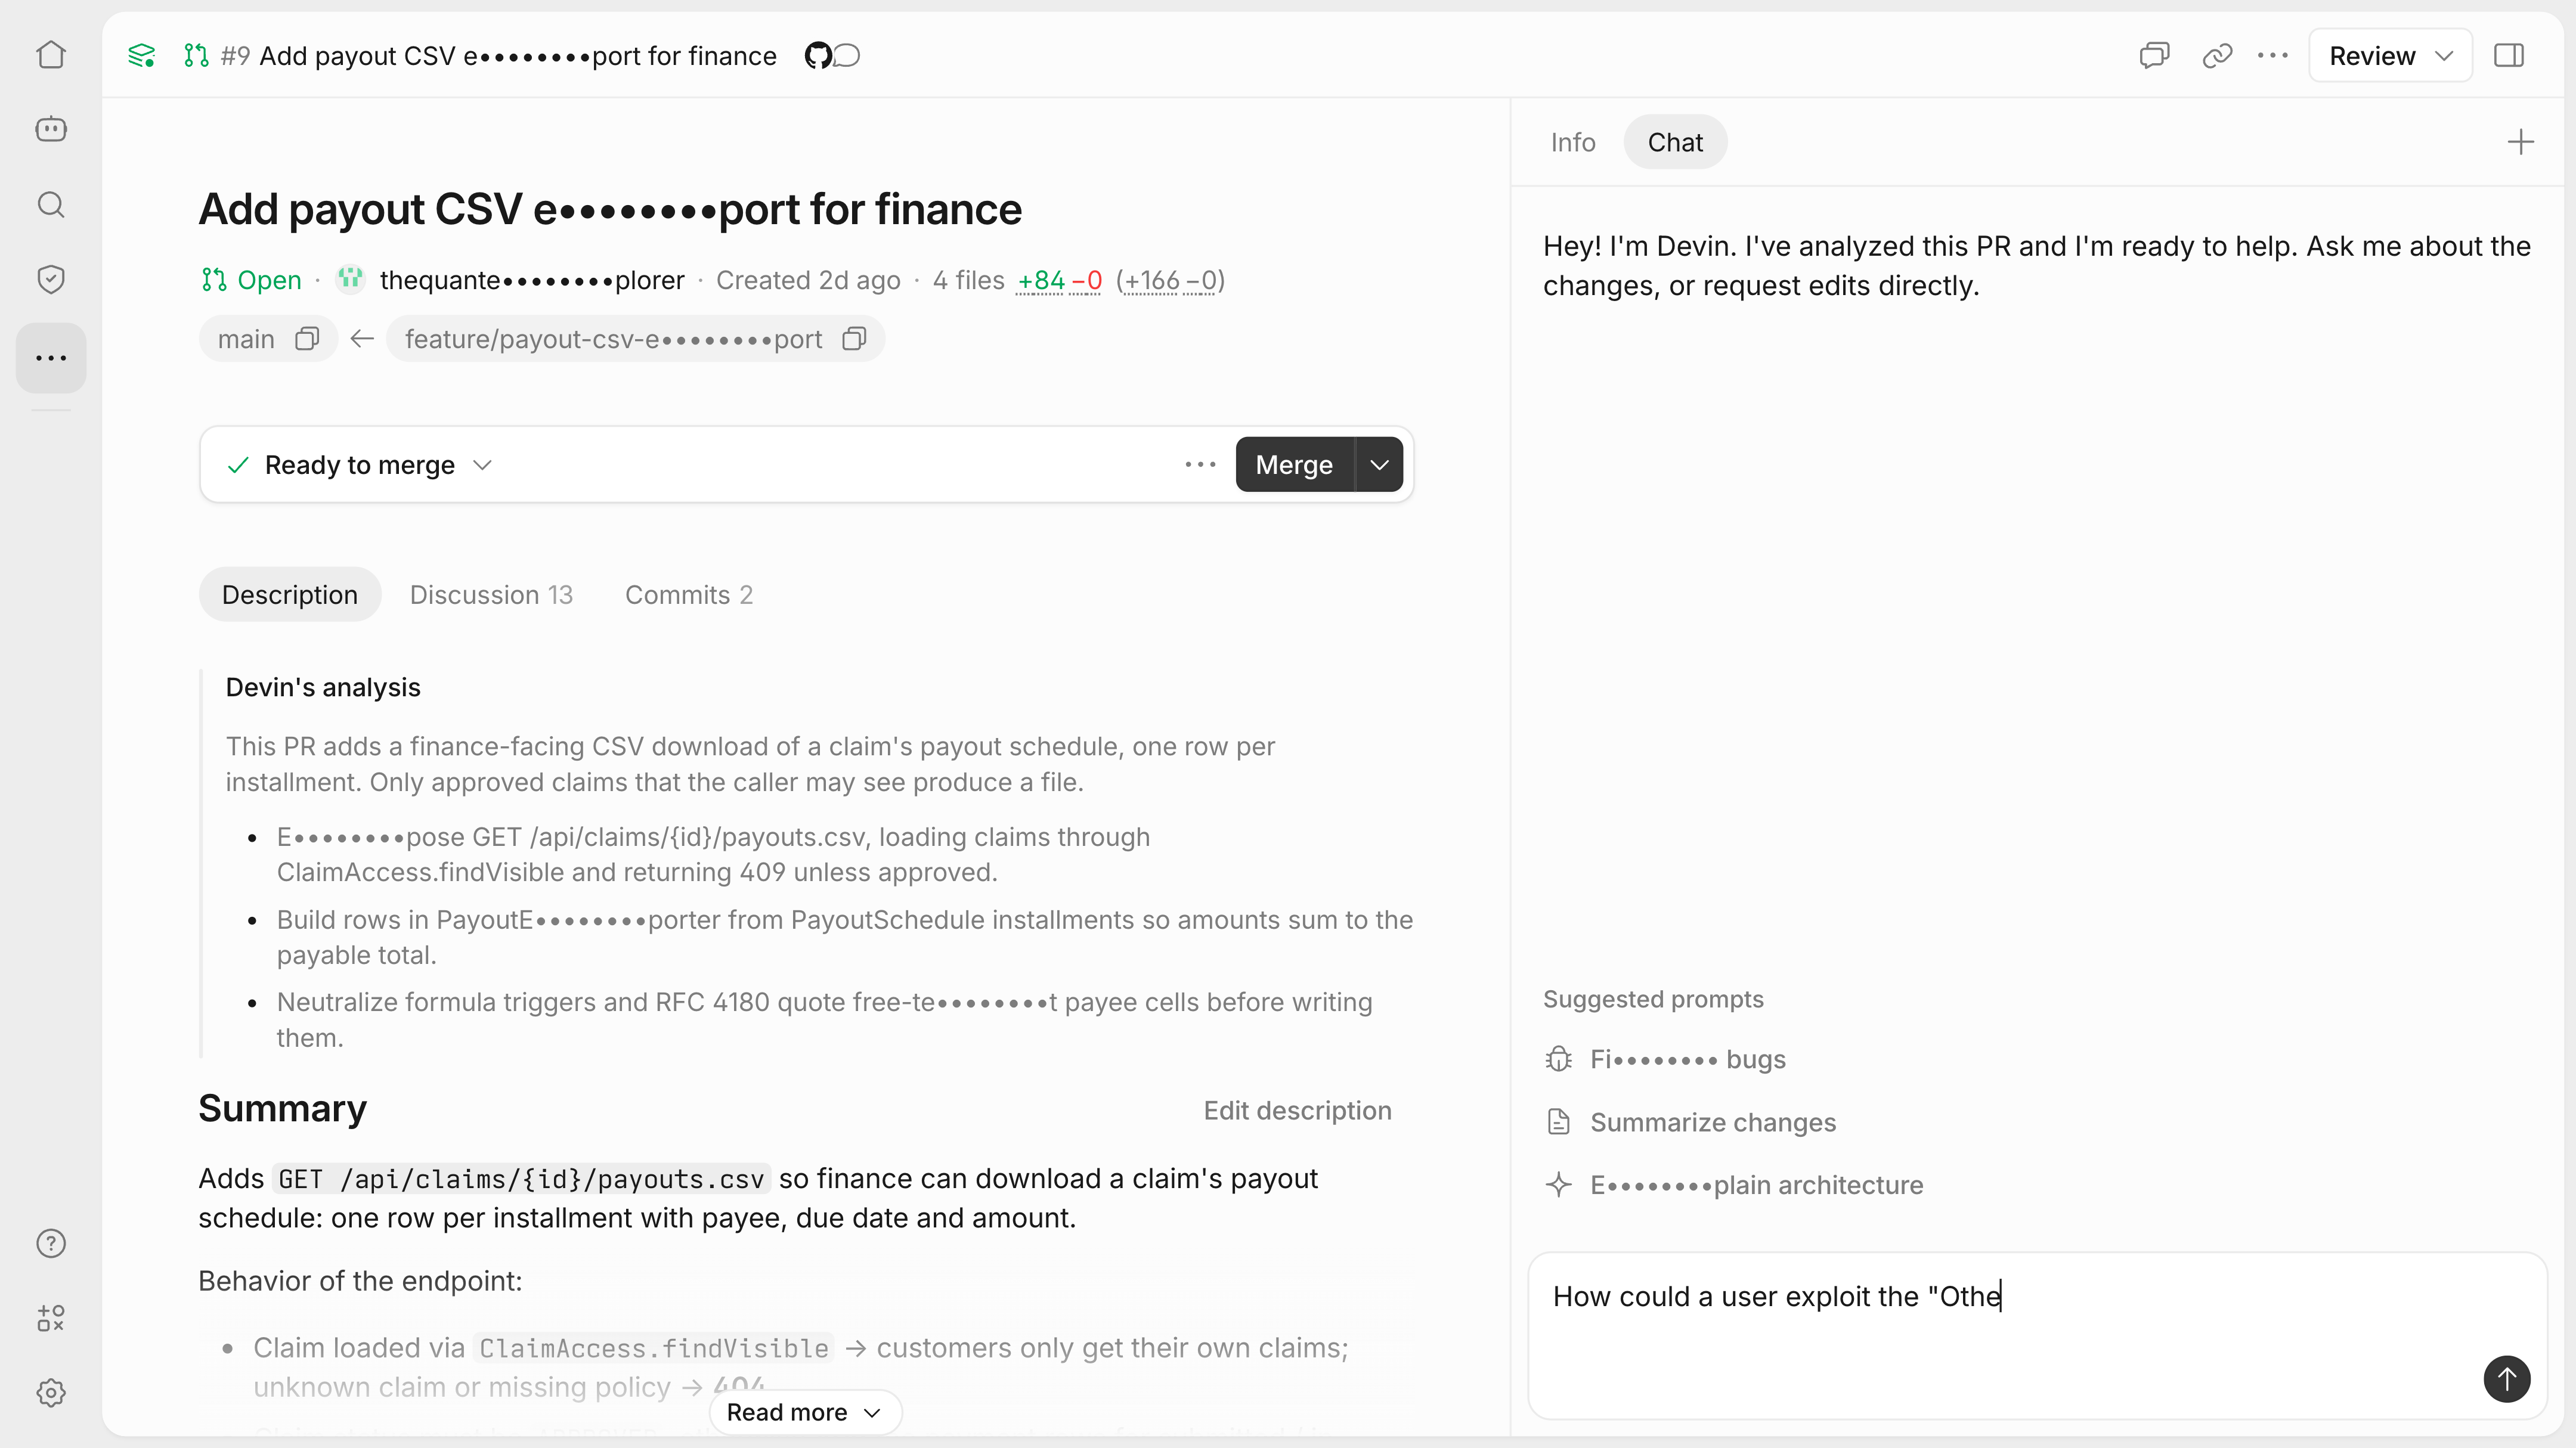 #9 Add payout CSV e••••••••port for finance
Review
Info
Chat
Add payout CSV e••••••••port for finance
Open · thequante••••••••plorer · Created 2d ago · 4 files +84 −0 (+166 −0)
main ← feature/payout-csv-e••••••••port
Ready to merge
Merge
Description
Discussion 13
Commits 2
Devin's analysis
This PR adds a finance-facing CSV download of a claim's payout schedule, one row per
installment. Only approved claims that the caller may see produce a file.
• E••••••••pose GET /api/claims/{id}/payouts.csv, loading claims through
ClaimAccess.findVisible and returning 409 unless approved.
• Build rows in PayoutE••••••••porter from PayoutSchedule installments so amounts sum to the
payable total.
• Neutralize formula triggers and RFC 4180 quote free-te••••••••t payee cells before writing
them.
Summary
Edit description
Adds GET /api/claims/{id}/payouts.csv so finance can download a claim's payout
schedule: one row per installment with payee, due date and amount.
Behavior of the endpoint:
• Claim loaded via ClaimAccess.findVisible → customers only get their own claims;
unknown claim or missing policy → 404
Read more
Hey! I'm Devin. I've analyzed this PR and I'm ready to help. Ask me about the
changes, or request edits directly.
Suggested prompts
Fi•••••••• bugs
Summarize changes
E••••••••plain architecture
How could a user exploit the "Othe